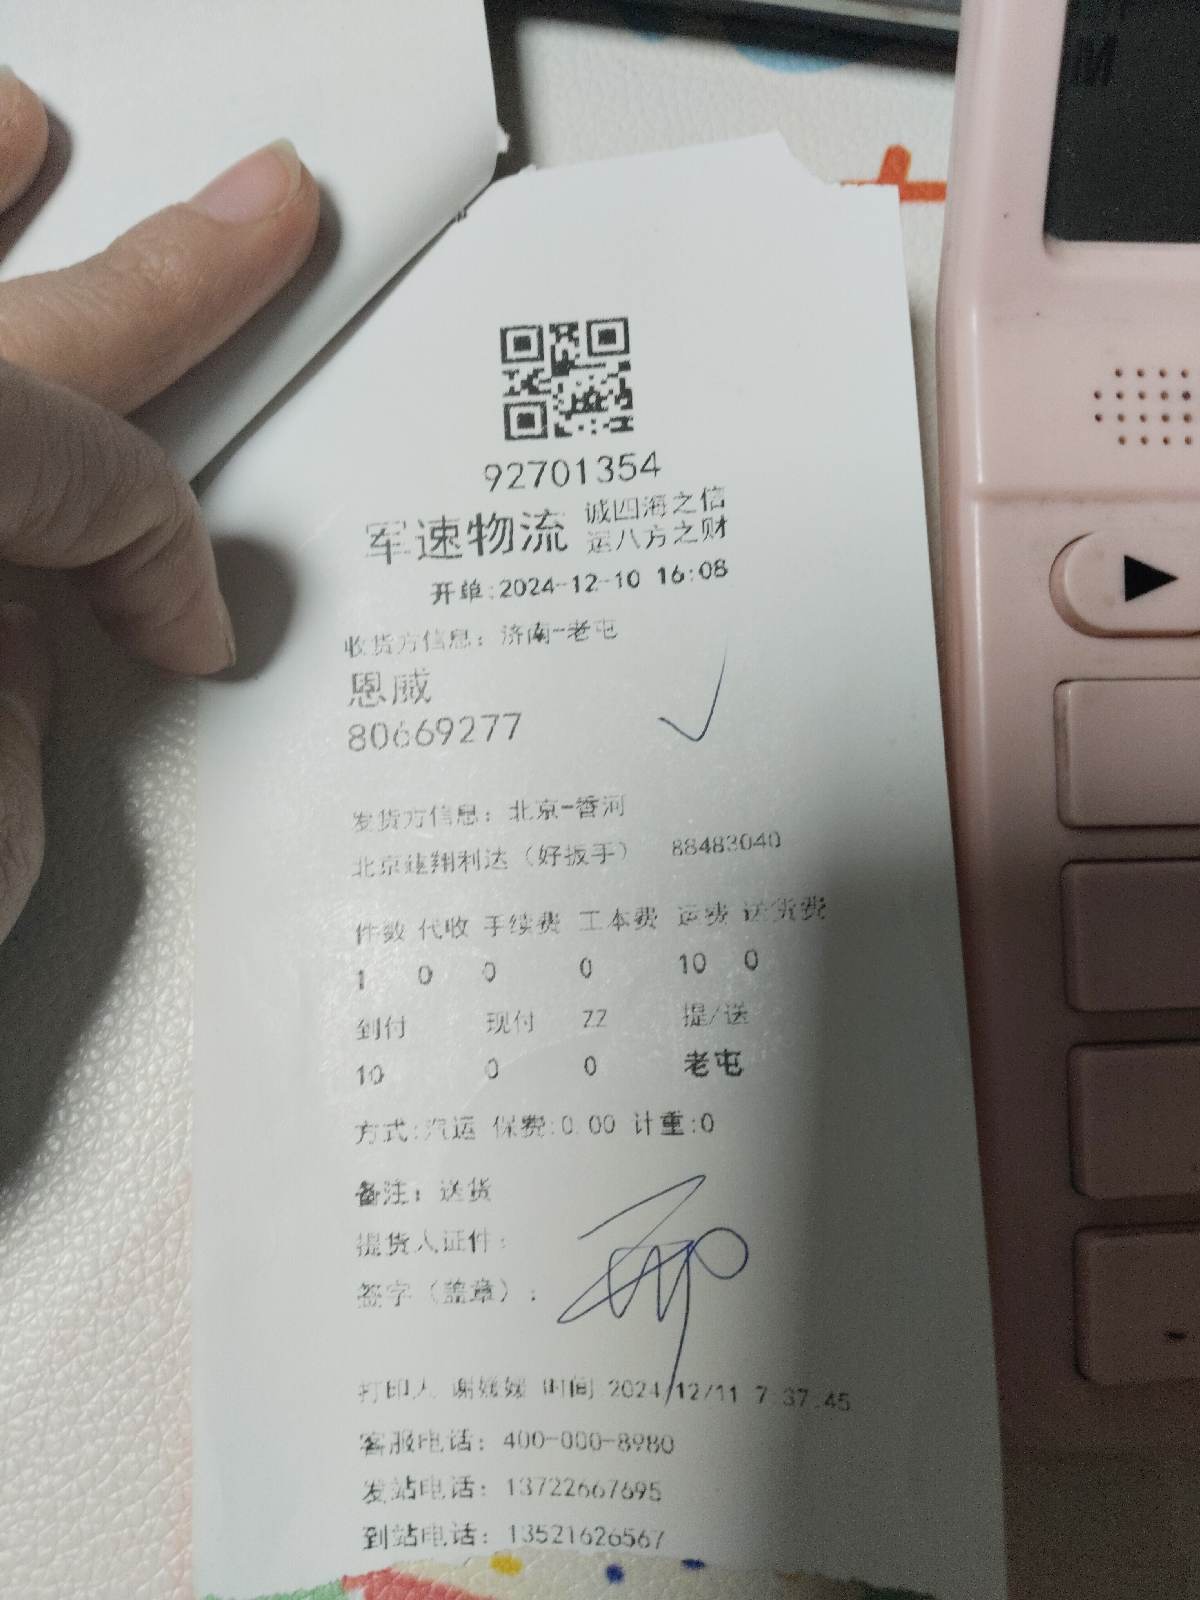 92701354
军速物流 诚四海之信
运八方之财
开单:2024-12-10 16:08
收货方信息: 济南-老屯
恩威
80669277
发货方信息: 北京-香河
北京建翔利达(好扳手) 88483040
件数 代收 手续费 工本费 运费 送货费
1 0 0 0 10 0
到付 现付 ZZ 提/送
10 0 0 老屯
方式:汽运 保费:0.00 计重:0
备注: 送货
提货人证件:
签字(盖章):
打印人 谢媛媛 时间 2024/12/11 7:37:45
客服电话: 400-000-8980
发站电话: 13722667695
到站电话: 13521626567